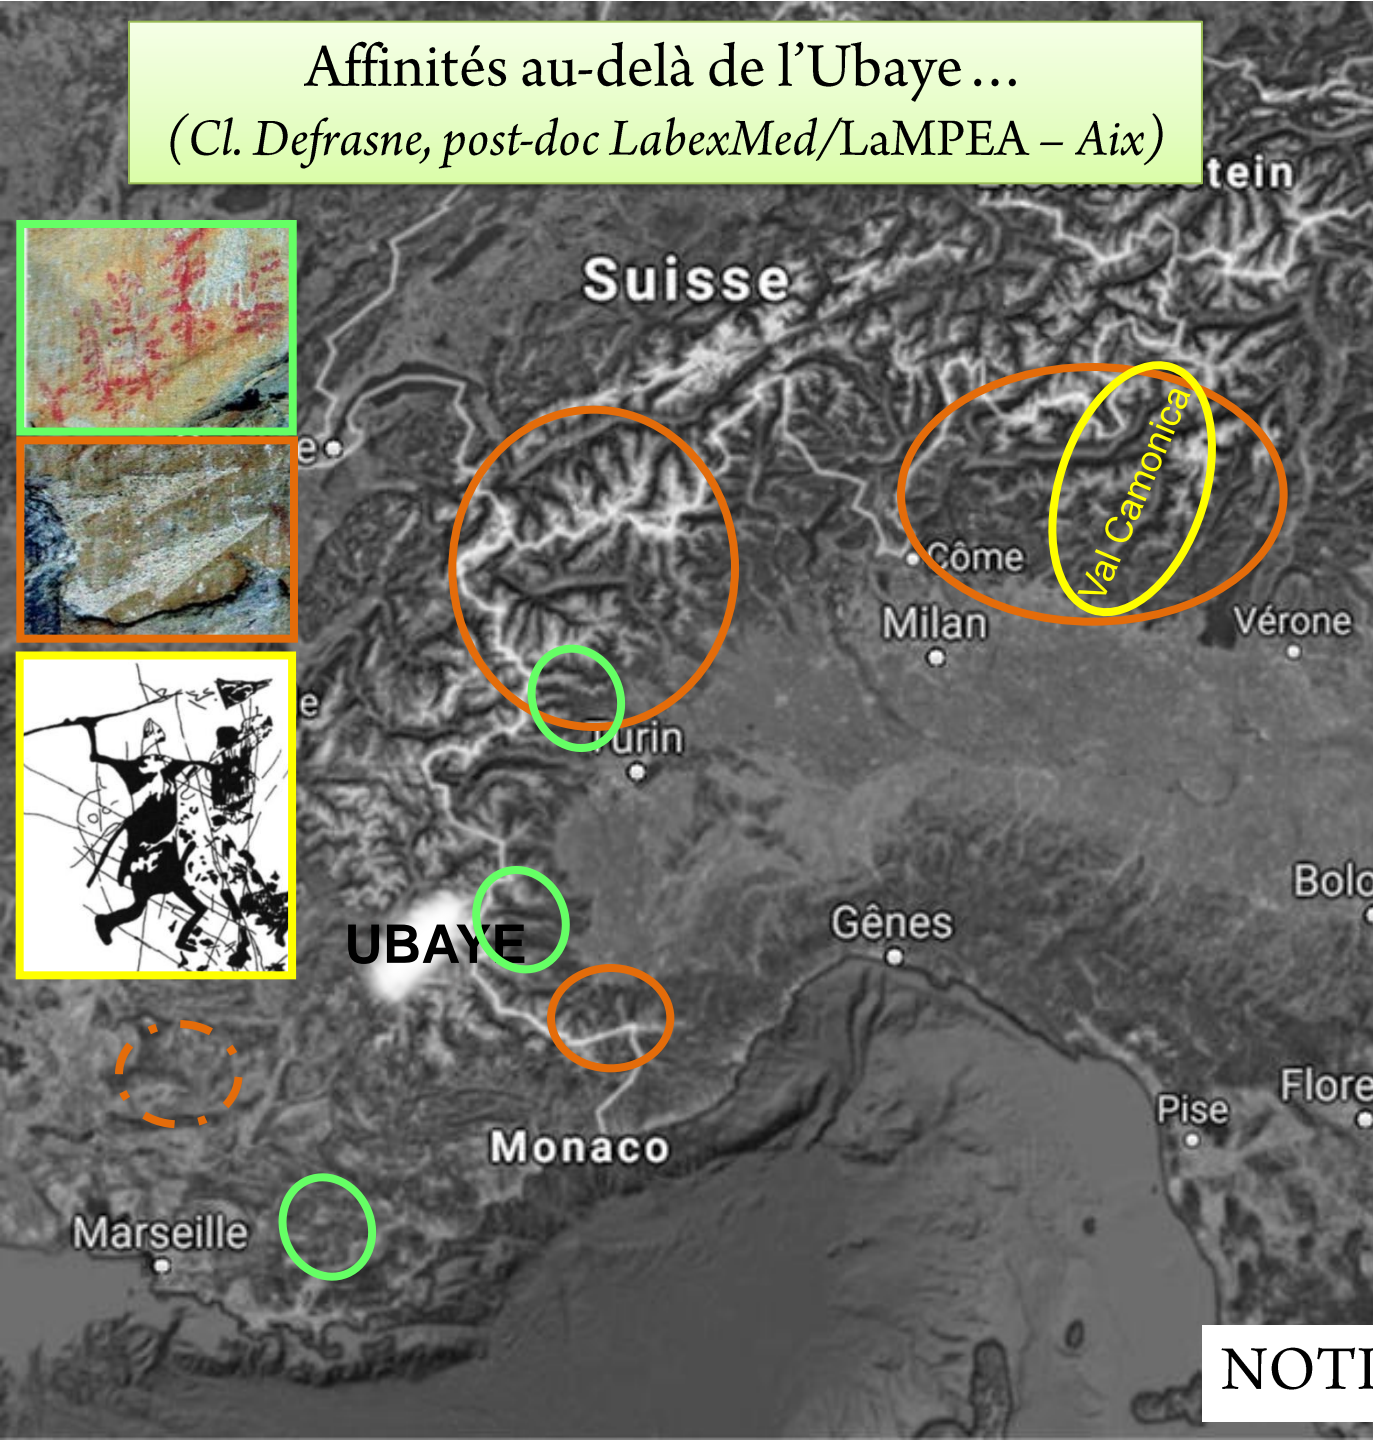 Affinités au-delà de l’Ubaye…
(Cl. Defrasne, post-doc LabexMed/LaMPEA – Aix)
tein
Suisse
Val Camonica
e
Côme
Milan
Vérone
e
Turin
Bolo
UBAYE
Gênes
Flore
Pise
Monaco
Marseille
NOTI